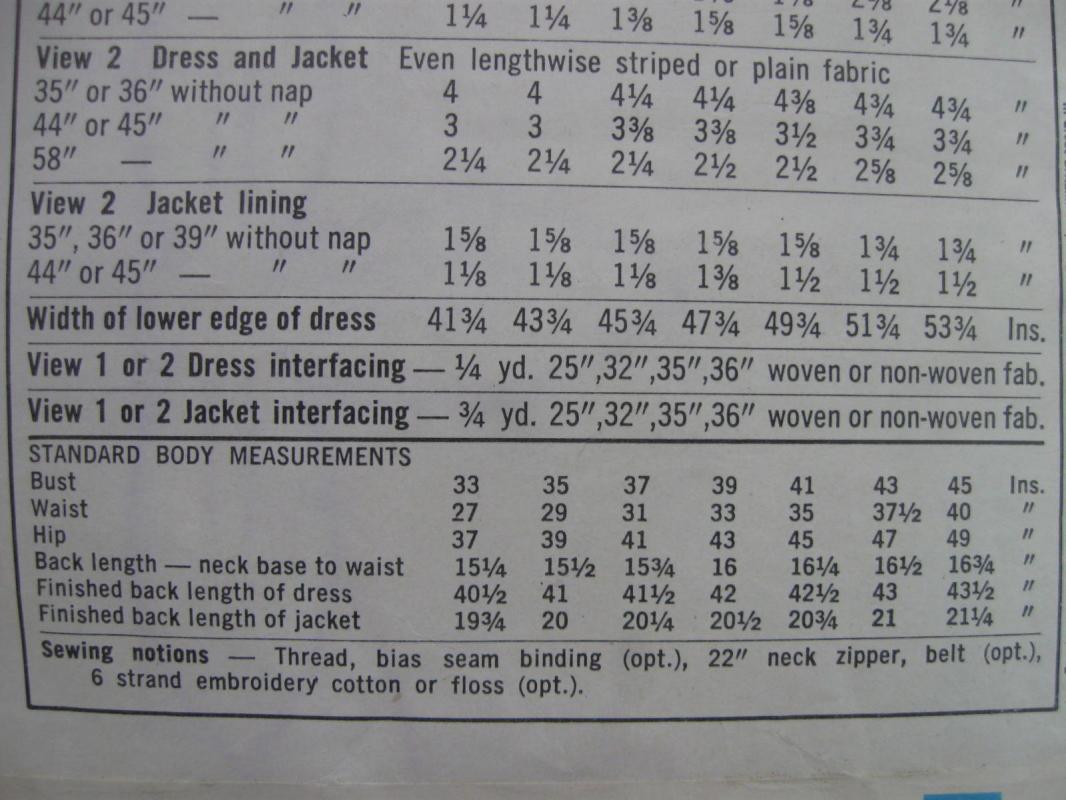 44" or 45" — " " 1¼ 1¼ 1⅜ 1⅝ 1⅝ 1¾ 1¾ "
View 2 Dress and Jacket Even lengthwise striped or plain fabric
35" or 36" without nap 4 4 4¼ 4¼ 4⅜ 4¾ 4¾ "
44" or 45" " " 3 3 3⅜ 3⅜ 3½ 3¾ 3¾ "
58" — " " 2¼ 2¼ 2¼ 2½ 2½ 2⅝ 2⅝ "
View 2 Jacket lining
35", 36" or 39" without nap 1⅝ 1⅝ 1⅝ 1⅝ 1⅝ 1¾ 1¾ "
44" or 45" — " " 1⅛ 1⅛ 1⅛ 1⅜ 1½ 1½ 1½ "
Width of lower edge of dress 41¾ 43¾ 45¾ 47¾ 49¾ 51¾ 53¾ Ins.
View 1 or 2 Dress interfacing — ¼ yd. 25",32",35",36" woven or non-woven fab.
View 1 or 2 Jacket interfacing — ¾ yd. 25",32",35",36" woven or non-woven fab.
STANDARD BODY MEASUREMENTS
Bust 33 35 37 39 41 43 45 Ins.
Waist 27 29 31 33 35 37½ 40 "
Hip 37 39 41 43 45 47 49 "
Back length — neck base to waist 15¼ 15½ 15¾ 16 16¼ 16½ 16¾ "
Finished back length of dress 40½ 41 41½ 42 42½ 43 43½ "
Finished back length of jacket 19¾ 20 20¼ 20½ 20¾ 21 21¼ "
Sewing notions — Thread, bias seam binding (opt.), 22" neck zipper, belt (opt.),
6 strand embroidery cotton or floss (opt.).